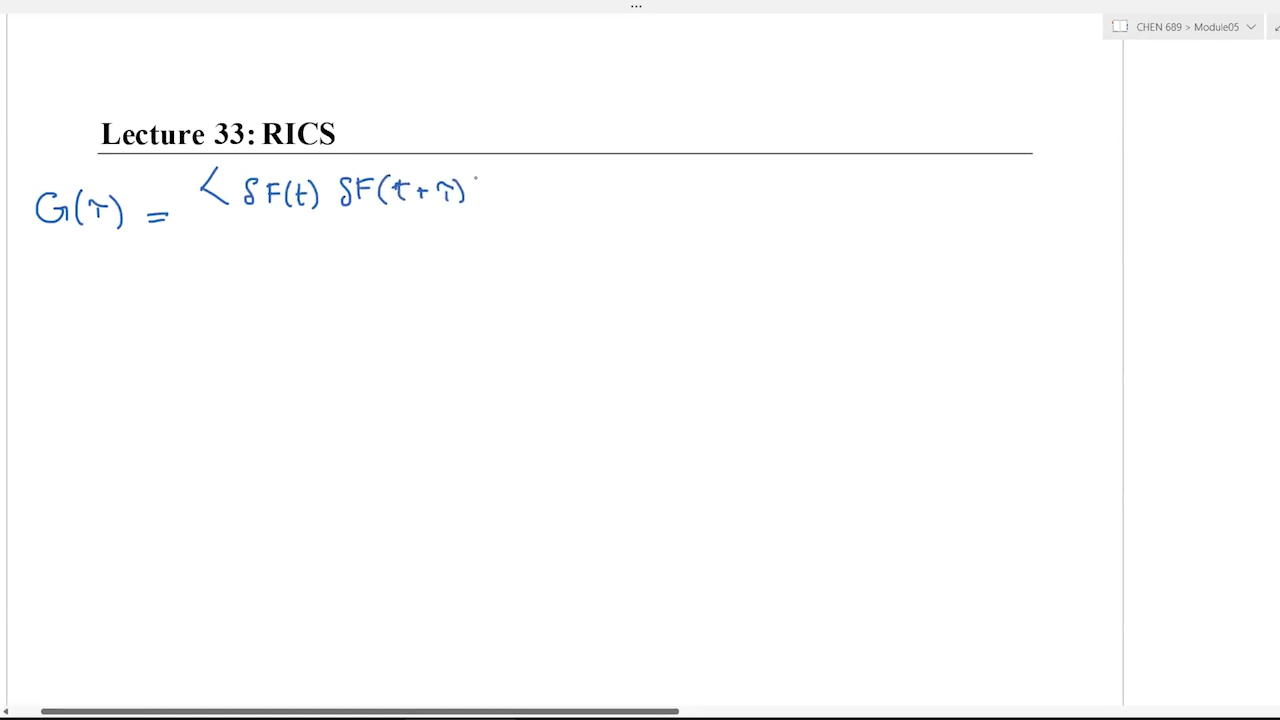 CHEN 689 > Module05
Lecture 33: RICS
G(τ) = < δF(t) δF(t+τ)